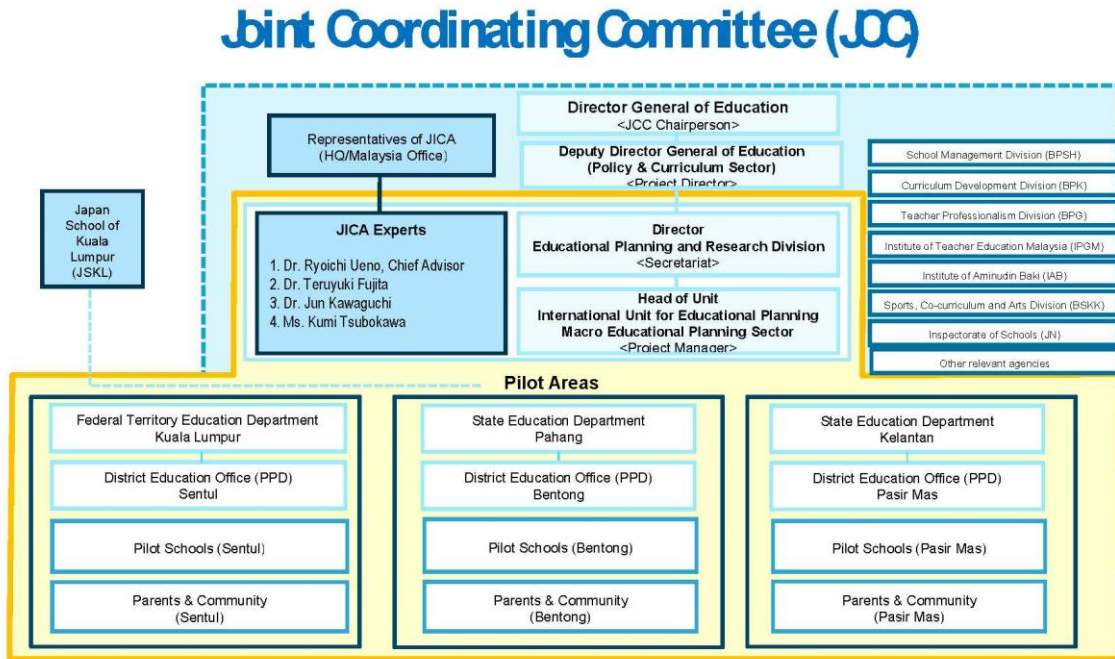 Joint Coordinating Committee (JCC)
Director General of Education
<JCC Chairperson>
Representatives of JICA
(HQ/Malaysia Office)
Deputy Director General of Education
(Policy & Curriculum Sector)
<Project Director>
School Management Division (BPSH)
Curriculum Development Division (BPK)
Teacher Professionalism Division (BPG)
Institute of Teacher Education Malaysia (IPGM)
Institute of Aminudin Baki (IAB)
Sports, Co-curriculum and Arts Division (BSKK)
Inspectorate of Schools (JN)
Other relevant agencies
Japan
School of
Kuala
Lumpur
(JSKL)
JICA Experts
1. Dr. Ryoichi Ueno, Chief Advisor
2. Dr. Teruyuki Fujita
3. Dr. Jun Kawaguchi
4. Ms. Kumi Tsubokawa
Director
Educational Planning and Research Division
<Secretariat>
Head of Unit
International Unit for Educational Planning
Macro Educational Planning Sector
<Project Manager>
Pilot Areas
Federal Territory Education Department
Kuala Lumpur
District Education Office (PPD)
Sentul
Pilot Schools (Sentul)
Parents & Community
(Sentul)
State Education Department
Pahang
District Education Office (PPD)
Bentong
Pilot Schools (Bentong)
Parents & Community
(Bentong)
State Education Department
Kelantan
District Education Office (PPD)
Pasir Mas
Pilot Schools (Pasir Mas)
Parents & Community
(Pasir Mas)